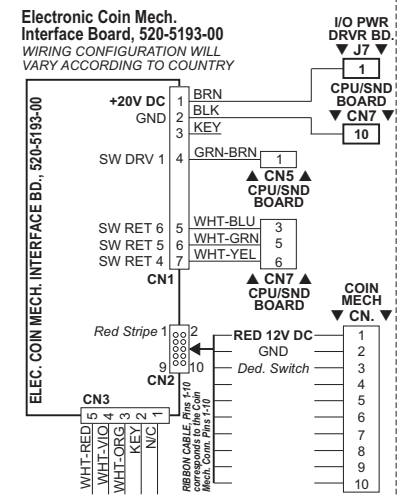 Electronic Coin Mech.
Interface Board, 520-5193-00
WIRING CONFIGURATION WILL
VARY ACCORDING TO COUNTRY
I/O PWR
DRVR BD.
▼ J7 ▼
1
CPU/SND
BOARD
▼ CN7 ▼
10
ELEC. COIN MECH. INTERFACE BD., 520-5193-00
+20V DC 1 BRN
GND 2 BLK
3 KEY
SW DRV 1 4 GRN-BRN 1
▲ CN5 ▲
CPU/SND
BOARD
SW RET 6 5 WHT-BLU 3
SW RET 5 6 WHT-GRN 5
SW RET 4 7 WHT-YEL 6
CN1
▲ CN7 ▲
CPU/SND
BOARD
COIN
MECH
▼ CN. ▼
Red Stripe 1 2
9 10
CN2
RED 12V DC 1
GND 2
Ded. Switch 3
4
5
6
7
8
9
10
CN3
5 4 3 2 1
WHT-RED
WHT-VIO
WHT-ORG
KEY
N/C
RIBBON CABLE, Pins 1-10
corresponds to the Coin
Mech. Conn. Pins 1-10